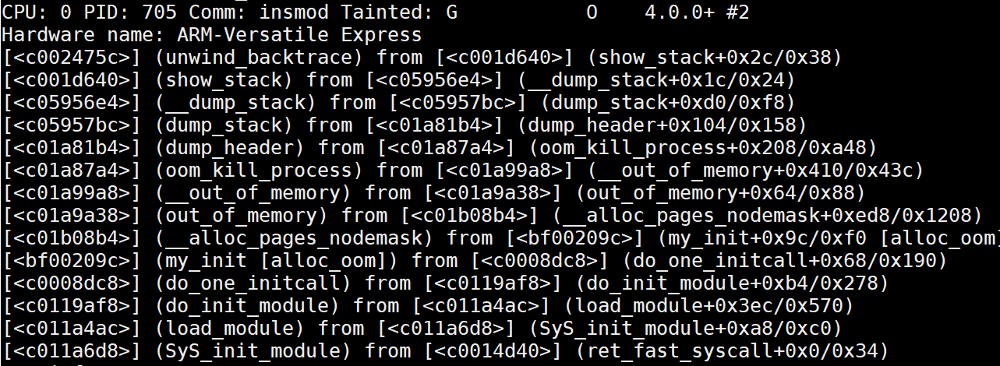 CPU: 0 PID: 705 Comm: insmod Tainted: G           O    4.0.0+ #2
Hardware name: ARM-Versatile Express
[<c002475c>] (unwind_backtrace) from [<c001d640>] (show_stack+0x2c/0x38)
[<c001d640>] (show_stack) from [<c05956e4>] (__dump_stack+0x1c/0x24)
[<c05956e4>] (__dump_stack) from [<c05957bc>] (dump_stack+0xd0/0xf8)
[<c05957bc>] (dump_stack) from [<c01a81b4>] (dump_header+0x104/0x158)
[<c01a81b4>] (dump_header) from [<c01a87a4>] (oom_kill_process+0x208/0xa48)
[<c01a87a4>] (oom_kill_process) from [<c01a99a8>] (__out_of_memory+0x410/0x43c)
[<c01a99a8>] (__out_of_memory) from [<c01a9a38>] (out_of_memory+0x64/0x88)
[<c01a9a38>] (out_of_memory) from [<c01b08b4>] (__alloc_pages_nodemask+0xed8/0x1208)
[<c01b08b4>] (__alloc_pages_nodemask) from [<bf00209c>] (my_init+0x9c/0xf0 [alloc_oom]
[<bf00209c>] (my_init [alloc_oom]) from [<c0008dc8>] (do_one_initcall+0x68/0x190)
[<c0008dc8>] (do_one_initcall) from [<c0119af8>] (do_init_module+0xb4/0x278)
[<c0119af8>] (do_init_module) from [<c011a4ac>] (load_module+0x3ec/0x570)
[<c011a4ac>] (load_module) from [<c011a6d8>] (SyS_init_module+0xa8/0xc0)
[<c011a6d8>] (SyS_init_module) from [<c0014d40>] (ret_fast_syscall+0x0/0x34)